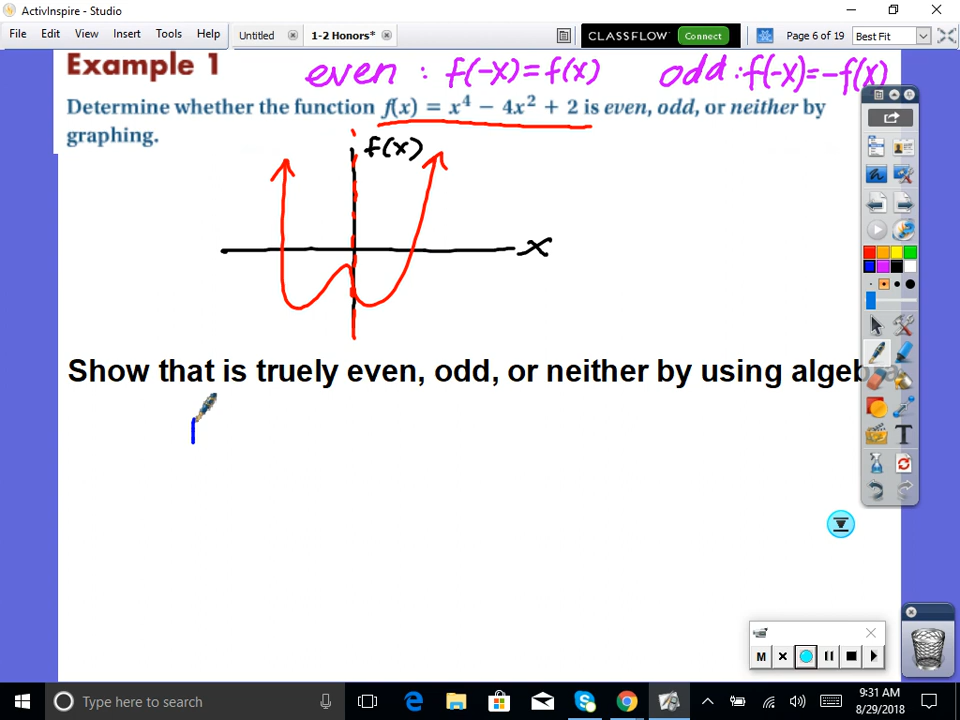 ActivInspire - Studio
File Edit View Insert Tools Help Untitled 1-2 Honors* CLASSFLOW Connect Page 6 of 19 Best Fit
Example 1 even : f(-x)=f(x) odd : f(-x)=-f(x)
Determine whether the function f(x) = x⁴ − 4x² + 2 is even, odd, or neither by
graphing.
f(x)
x
Show that is truely even, odd, or neither by using algeb
M
Type here to search
9:31 AM
8/29/2018